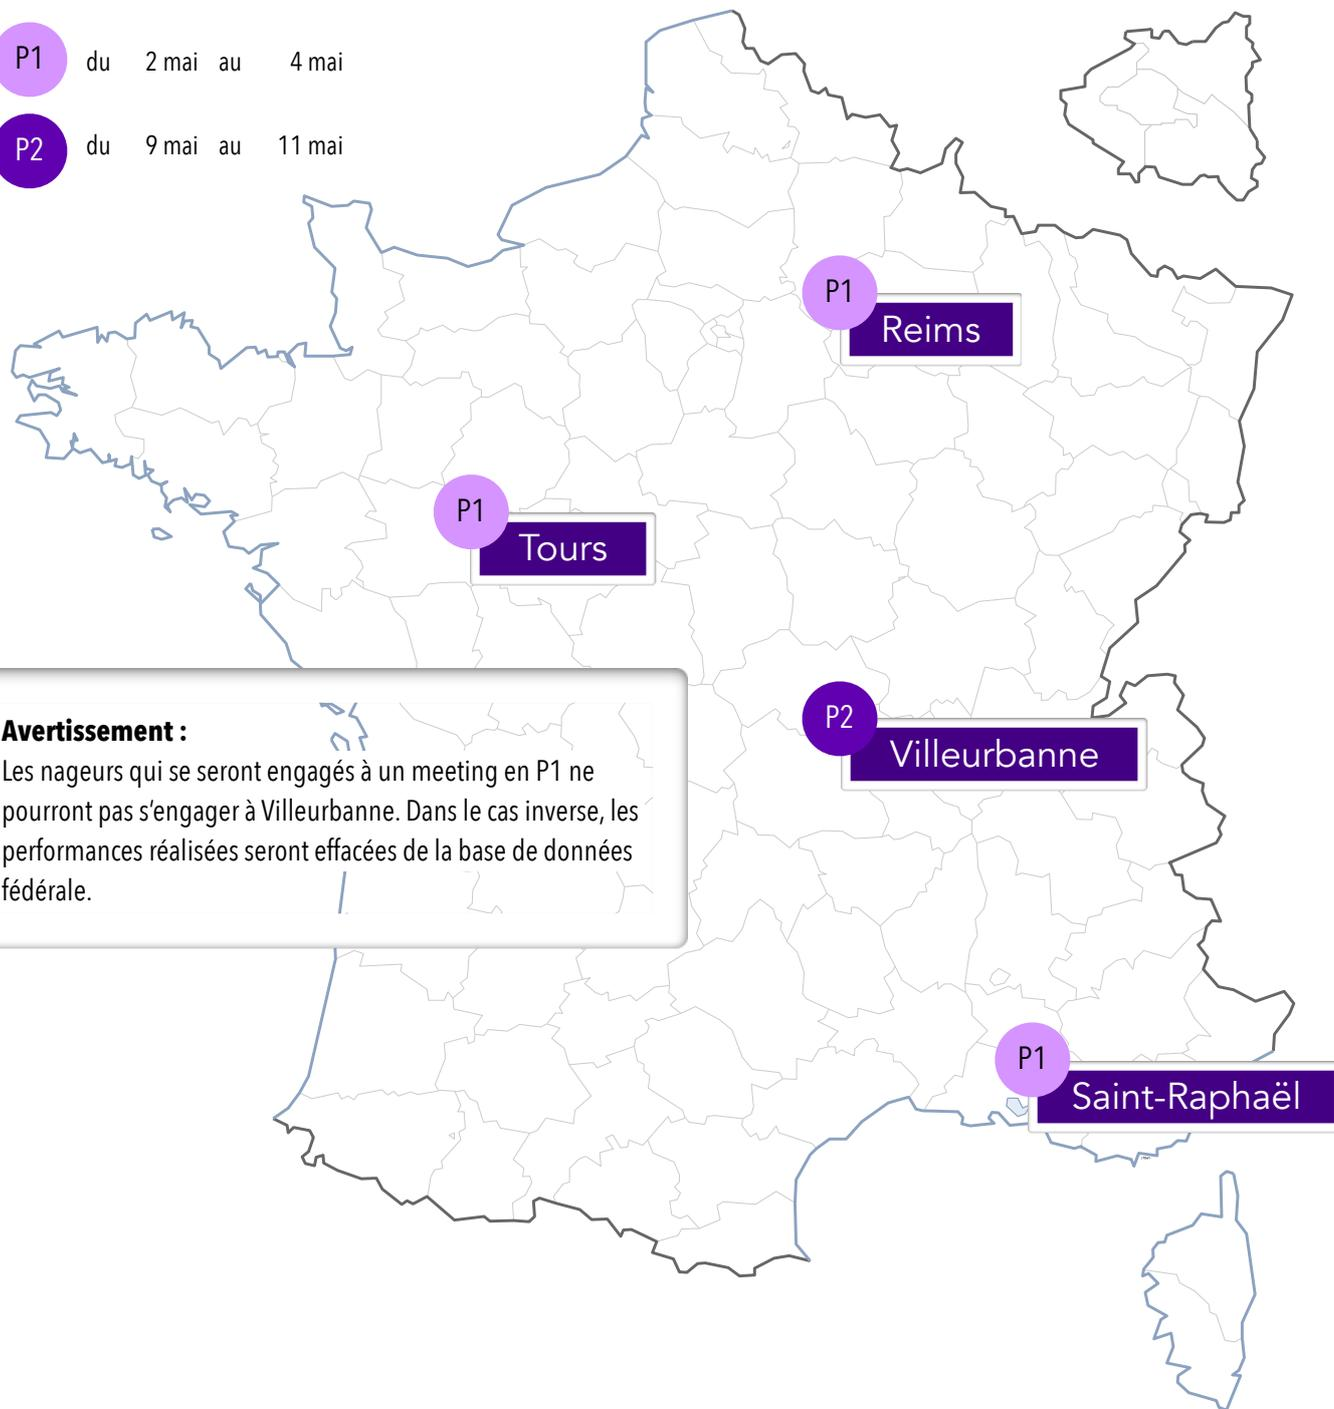 P1 du 2 mai au 4 mai
P2 du 9 mai au 11 mai
P1
Reims
P1
Tours
P2
Villeurbanne
Avertissement :
Les nageurs qui se seront engagés à un meeting en P1 ne
pourront pas s'engager à Villeurbanne. Dans le cas inverse, les
performances réalisées seront effacées de la base de données
fédérale.
P1
Saint-Raphaël